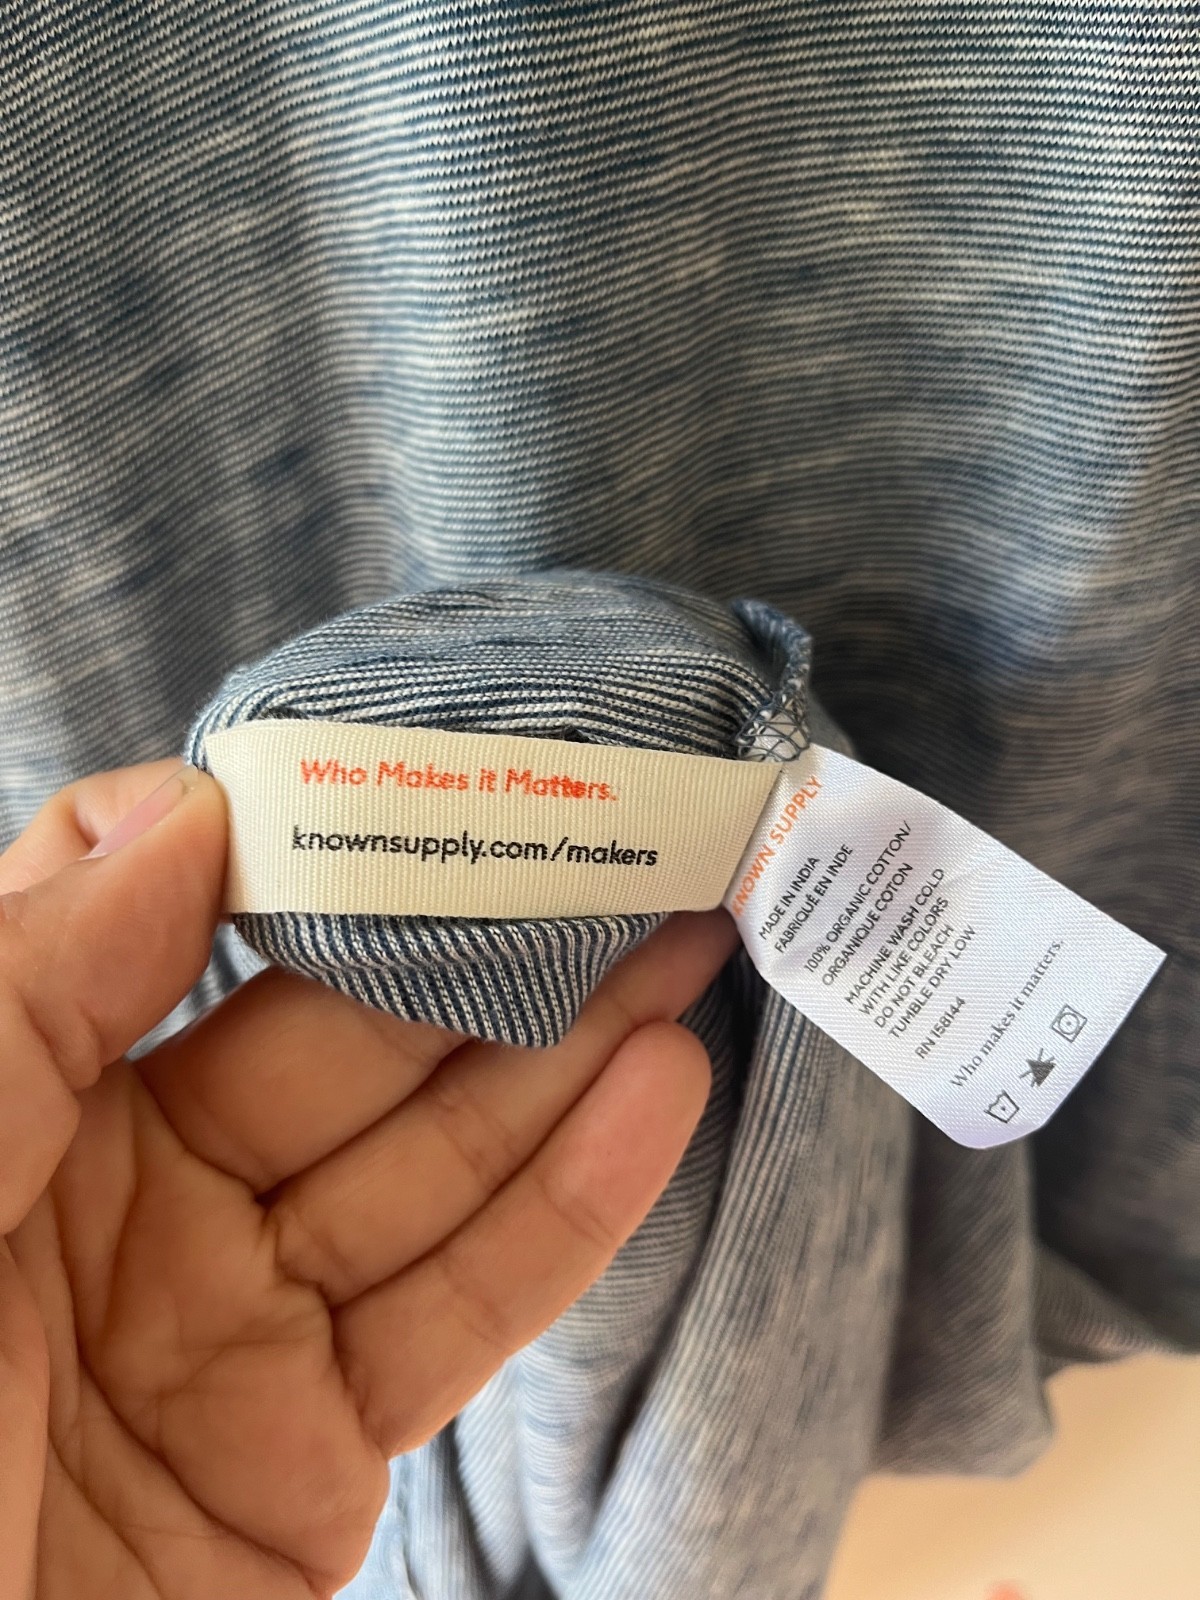 Who Makes it Matters.
knownsupply.com/makers
KNOWN SUPPLY
MADE IN INDIA
FABRIQUÉ EN INDE
100% ORGANIC COTTON/
ORGANIQUE COTON
MACHINE WASH COLD
WITH LIKE COLORS
DO NOT BLEACH
TUMBLE DRY LOW
RN 158144
Who makes it matters.